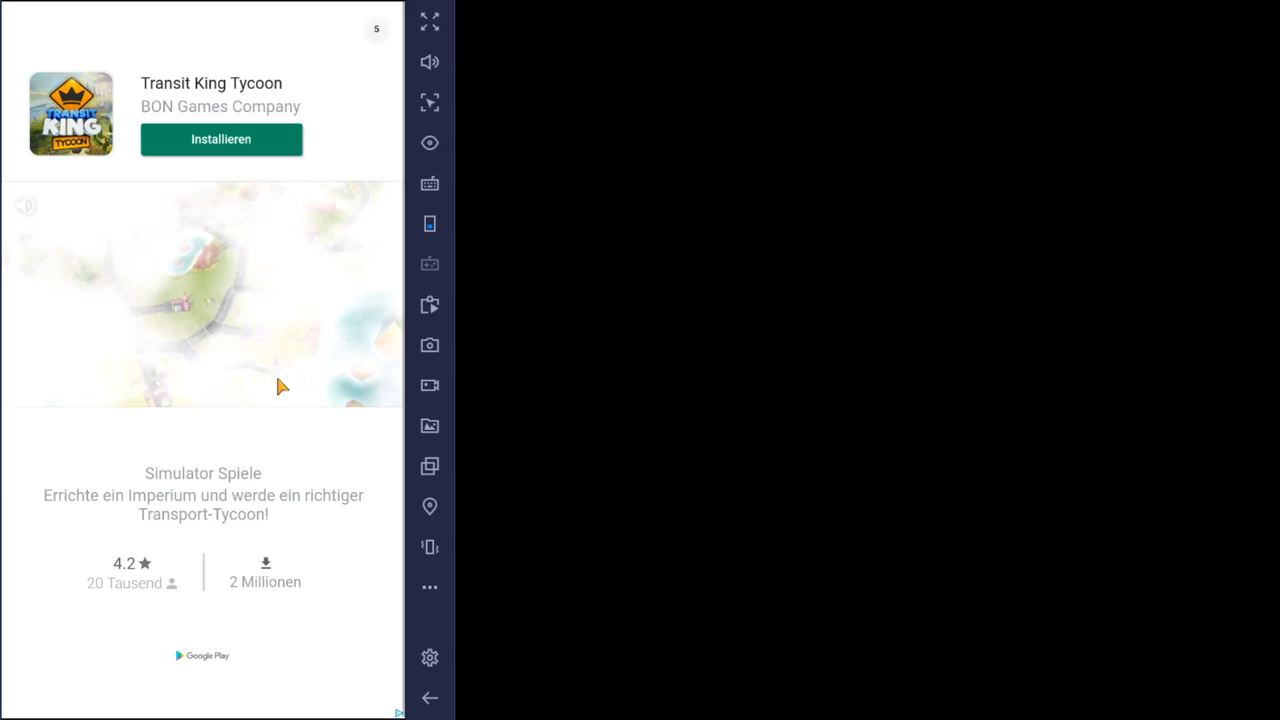 5
Transit King Tycoon
BON Games Company
TRANSIT
KING
TYCOON
Installieren
Simulator Spiele
Errichte ein Imperium und werde ein richtiger
Transport-Tycoon!
4.2
20 Tausend
2 Millionen
Google Play